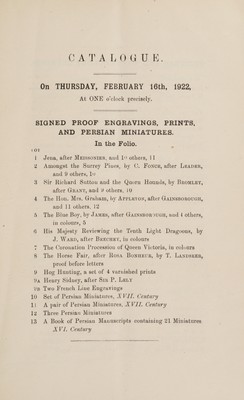 CATALOGUE.
On THURSDAY, FEBRUARY 16th, 1922,
At ONE o'clock precisely.
SIGNED PROOF ENGRAVINGS, PRINTS,
AND PERSIAN MINIATURES.
In the Folio.
LOT
1 Jena, after MEISSONIER, and 10 others, 11
2 Amongst the Surrey Pines, by C. FORDE, after LEADER,
and 9 others, 10
3 Sir Richard Sutton and the Quorn Hounds, by BROMLEY,
after GRANT, and 9 others, 10
4 The Hon. Mrs. Graham, by APPLETON, after GAINSBOROUGH,
and 11 others, 12
5 The Blue Boy, by JAMES, after GAINSBOROUGH, and 4 others,
in colours, 5
6 His Majesty Reviewing the Tenth Light Dragoons, by
J. WARD, after BEECHEY, in colours
7 The Coronation Procession of Queen Victoria, in colours
8 The Horse Fair, after ROSA BONHEUR, by T. LANDSEER,
proof before letters
9 Hog Hunting, a set of 4 varnished prints
9A Henry Sidney, after SIR P. LELY
9B Two French Line Engravings
10 Set of Persian Miniatures, XVII. Century
11 A pair of Persian Miniatures, XVII. Century
12 Three Persian Miniatures
13 A Book of Persian Manuscripts containing 21 Miniatures
XVI. Century